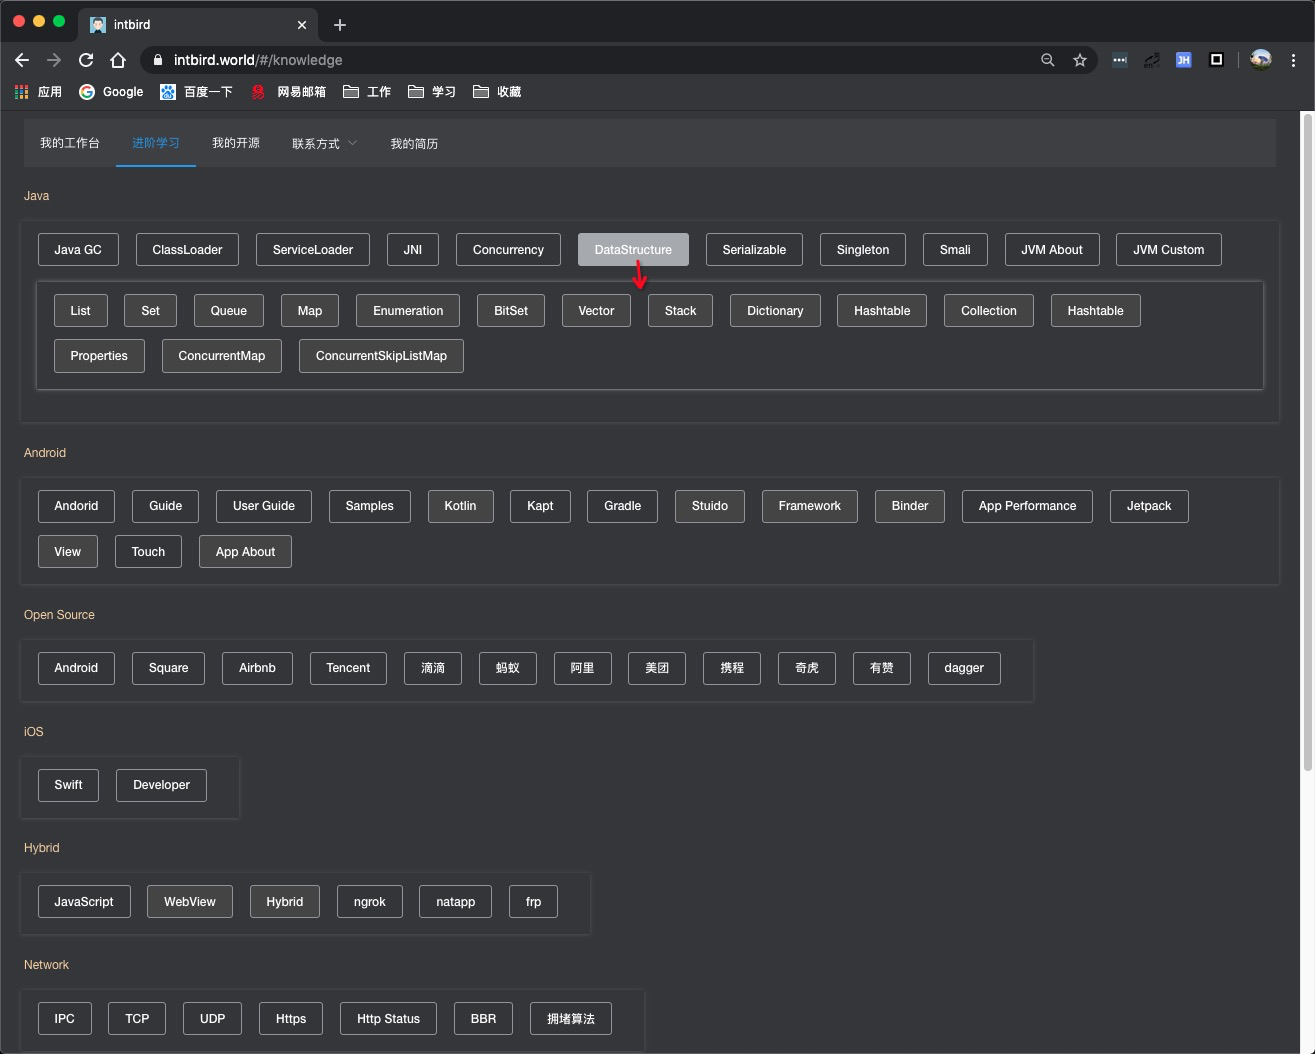 intbird
intbird.world/#/knowledge
JH
应用 Google 百度一下 网易邮箱 工作 学习 收藏
我的工作台 进阶学习 我的开源 联系方式 我的简历
Java
Java GC ClassLoader ServiceLoader JNI Concurrency DataStructure Serializable Singleton Smali JVM About JVM Custom
List Set Queue Map Enumeration BitSet Vector Stack Dictionary Hashtable Collection Hashtable
Properties ConcurrentMap ConcurrentSkipListMap
Android
Andorid Guide User Guide Samples Kotlin Kapt Gradle Stuido Framework Binder App Performance Jetpack
View Touch App About
Open Source
Android Square Airbnb Tencent 滴滴 蚂蚁 阿里 美团 携程 奇虎 有赞 dagger
iOS
Swift Developer
Hybrid
JavaScript WebView Hybrid ngrok natapp frp
Network
IPC TCP UDP Https Http Status BBR 拥堵算法